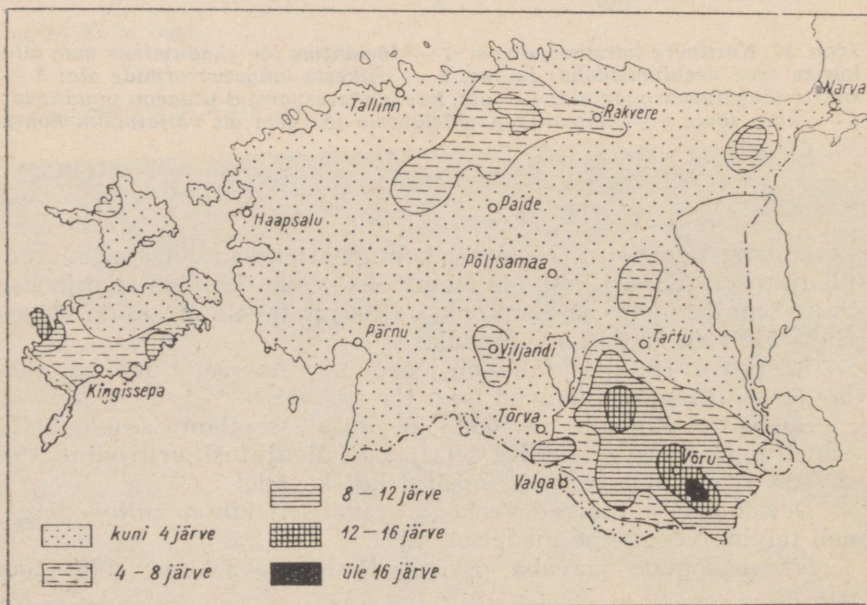 Tallinn
Rakvere
Narva
Haapsalu
Paide
Põltsamaa
Pärnu
Viljandi
Tartu
Kingissepa
Tõrva
Võru
Valga
kuni 4 järve
4 – 8 järve
8 – 12 järve
12 – 16 järve
üle 16 järve